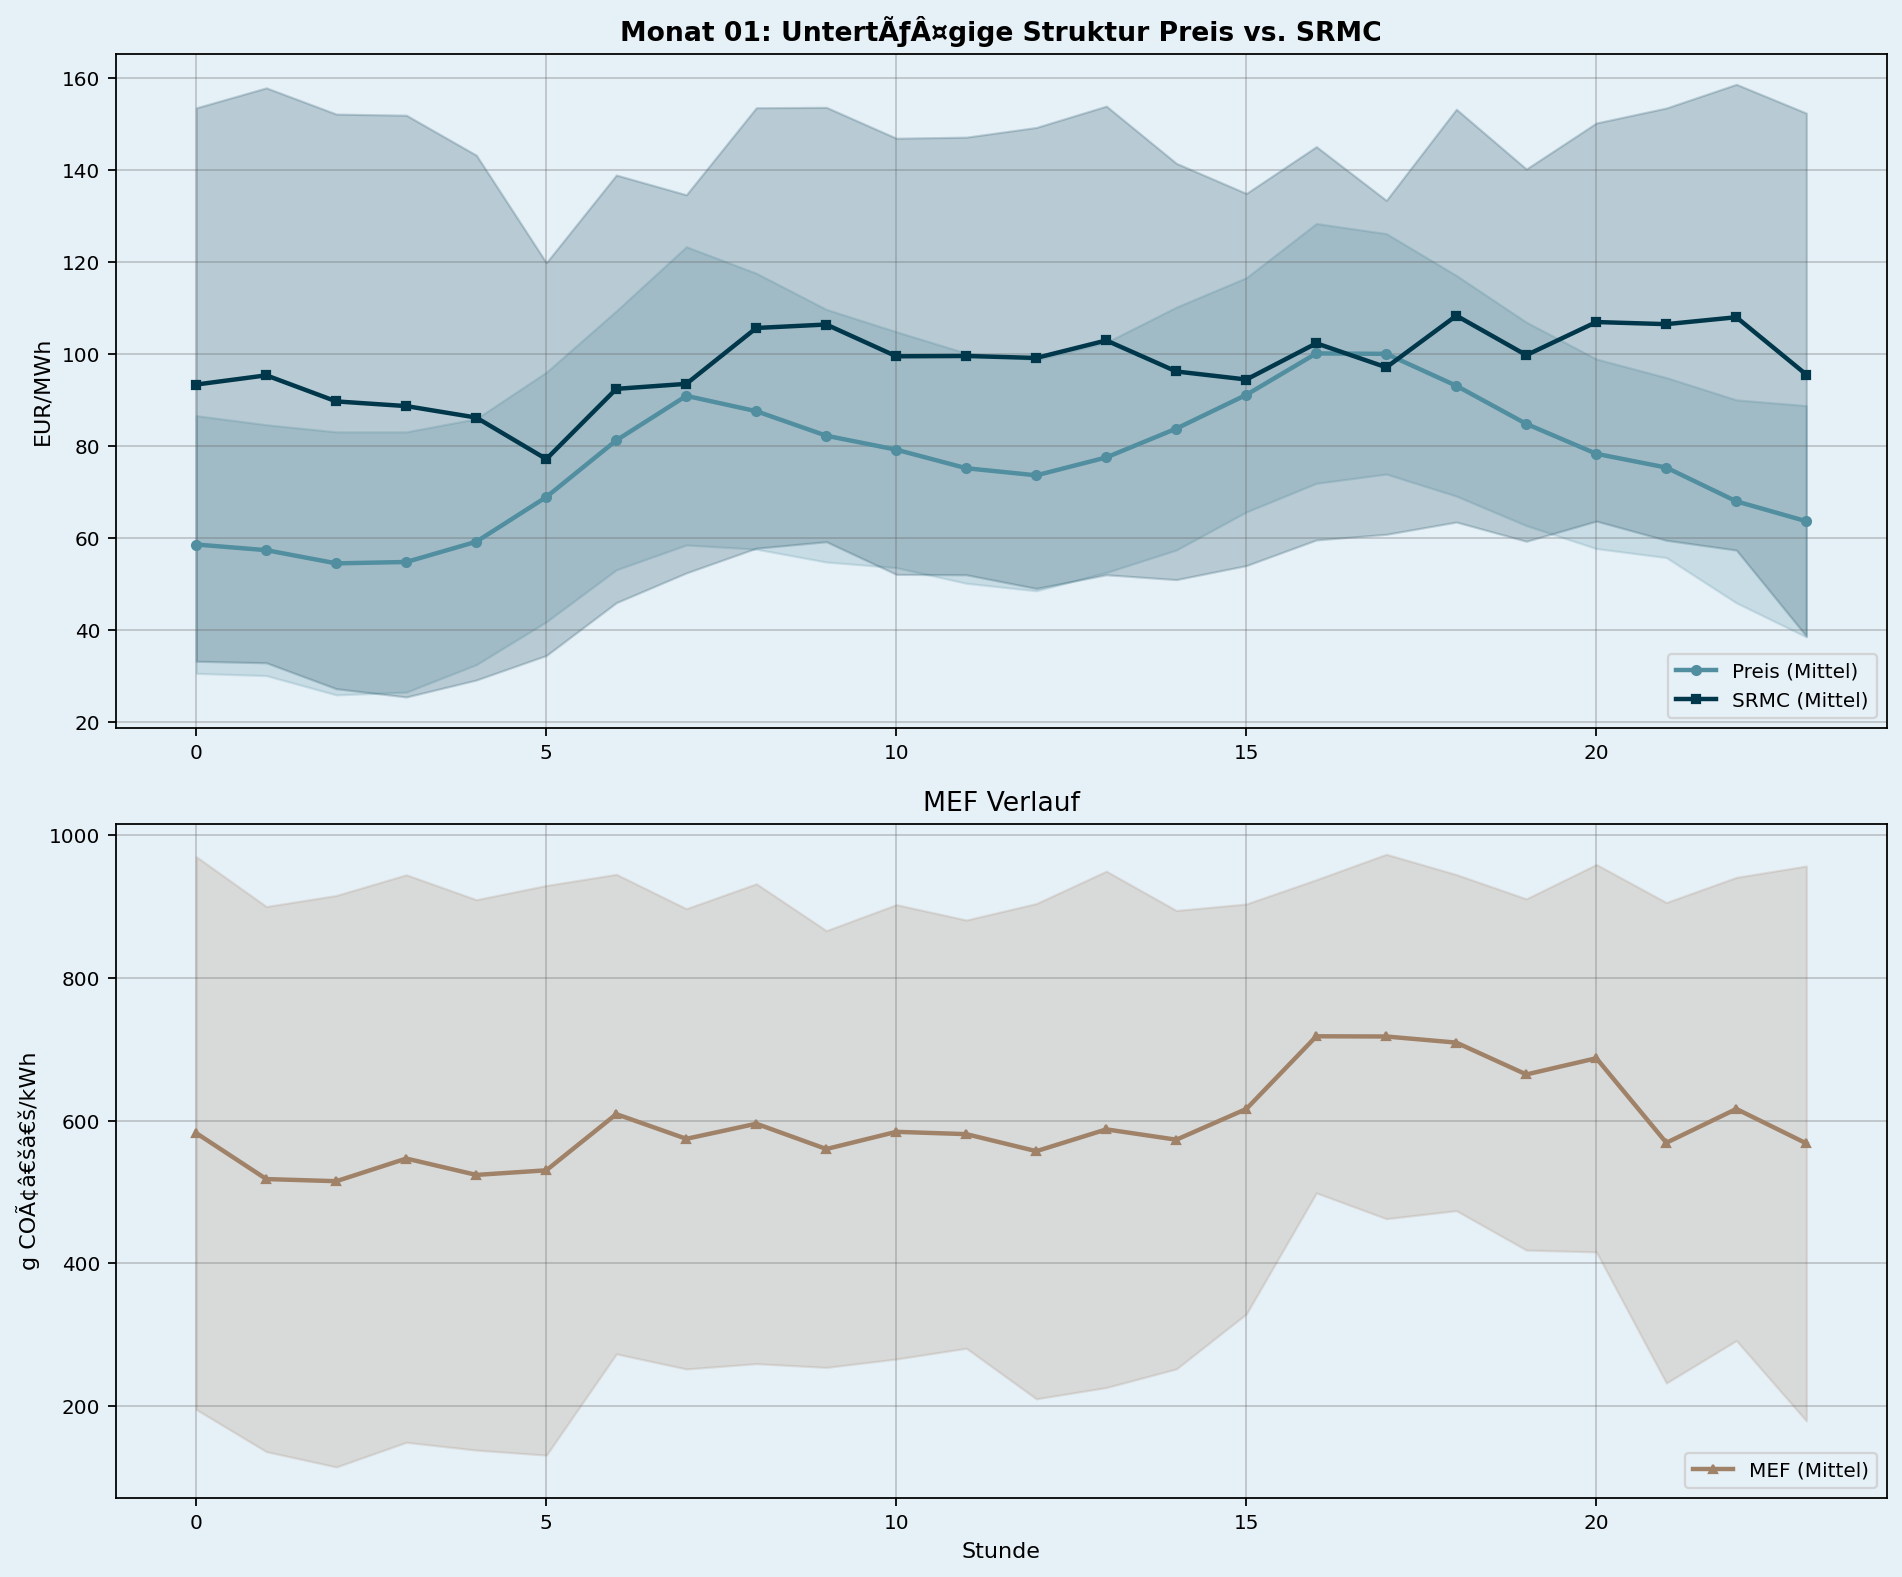 Monat 01: UntertÃƒÂ¤gige Struktur Preis vs. SRMC
160
140
120
100
80
60
40
20
EUR/MWh
0 5 10 15 20
Preis (Mittel)
SRMC (Mittel)
MEF Verlauf
1000
800
600
400
200
g COÃ¢â€šâ€š/kWh
0 5 10 15 20
MEF (Mittel)
Stunde